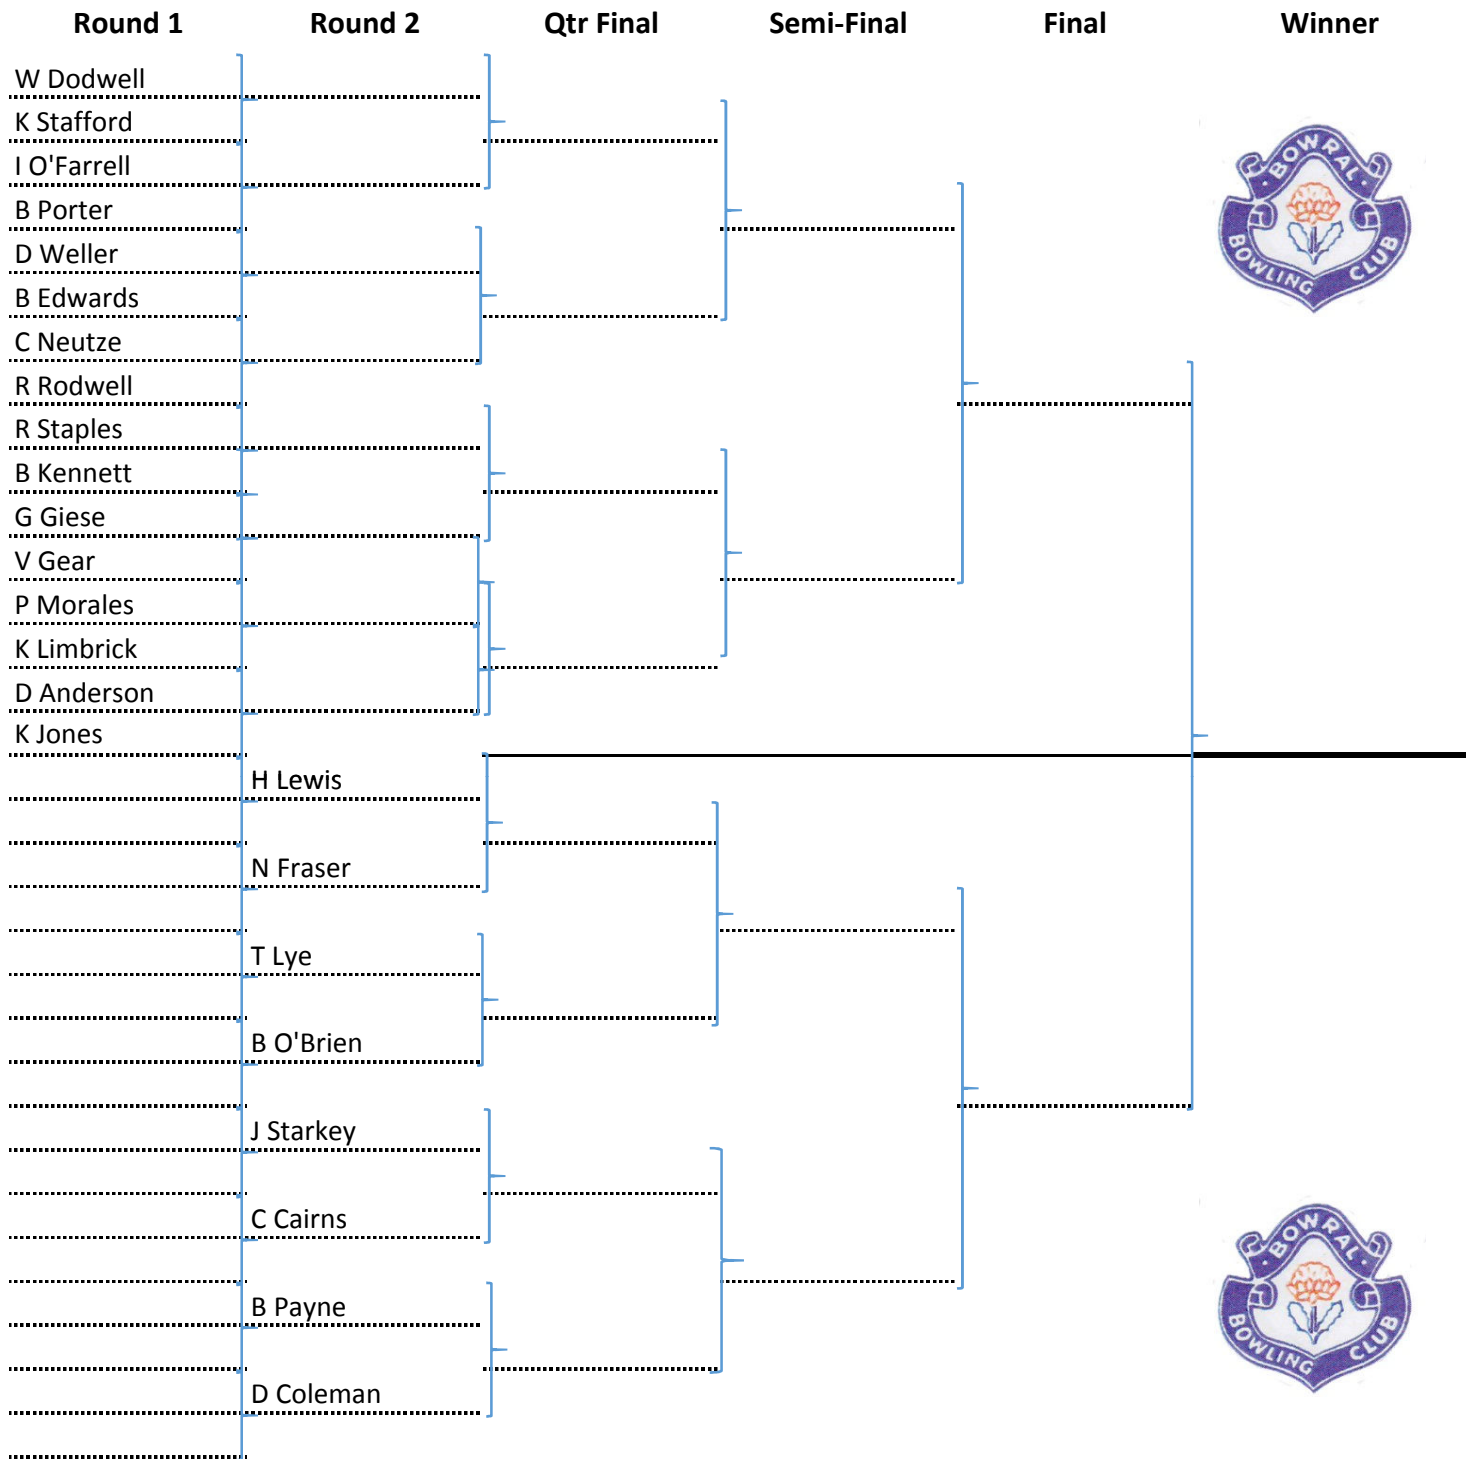 Round 1 Round 2 Qtr Final Semi-Final Final Winner
W Dodwell
K Stafford
I O'Farrell
B Porter
D Weller
B Edwards
C Neutze
R Rodwell
R Staples
B Kennett
G Giese
V Gear
P Morales
K Limbrick
D Anderson
K Jones
H Lewis
N Fraser
T Lye
B O'Brien
J Starkey
C Cairns
B Payne
D Coleman
BOWRAL
BOWLING CLUB
BOWRAL
BOWLING CLUB